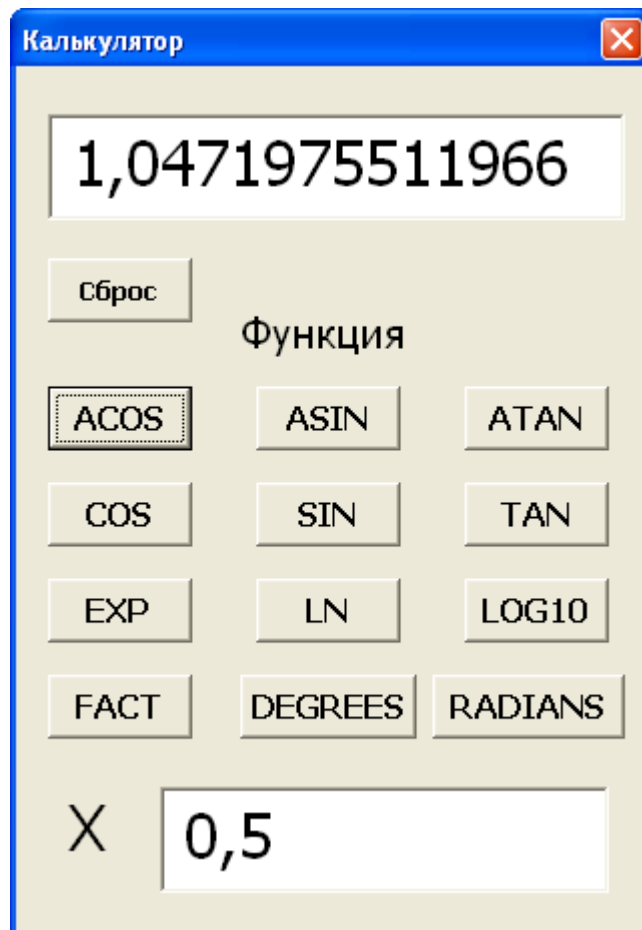 Калькулятор
1,0471975511966
Сброс
Функция
ACOS ASIN ATAN
COS SIN TAN
EXP LN LOG10
FACT DEGREES RADIANS
X 0,5